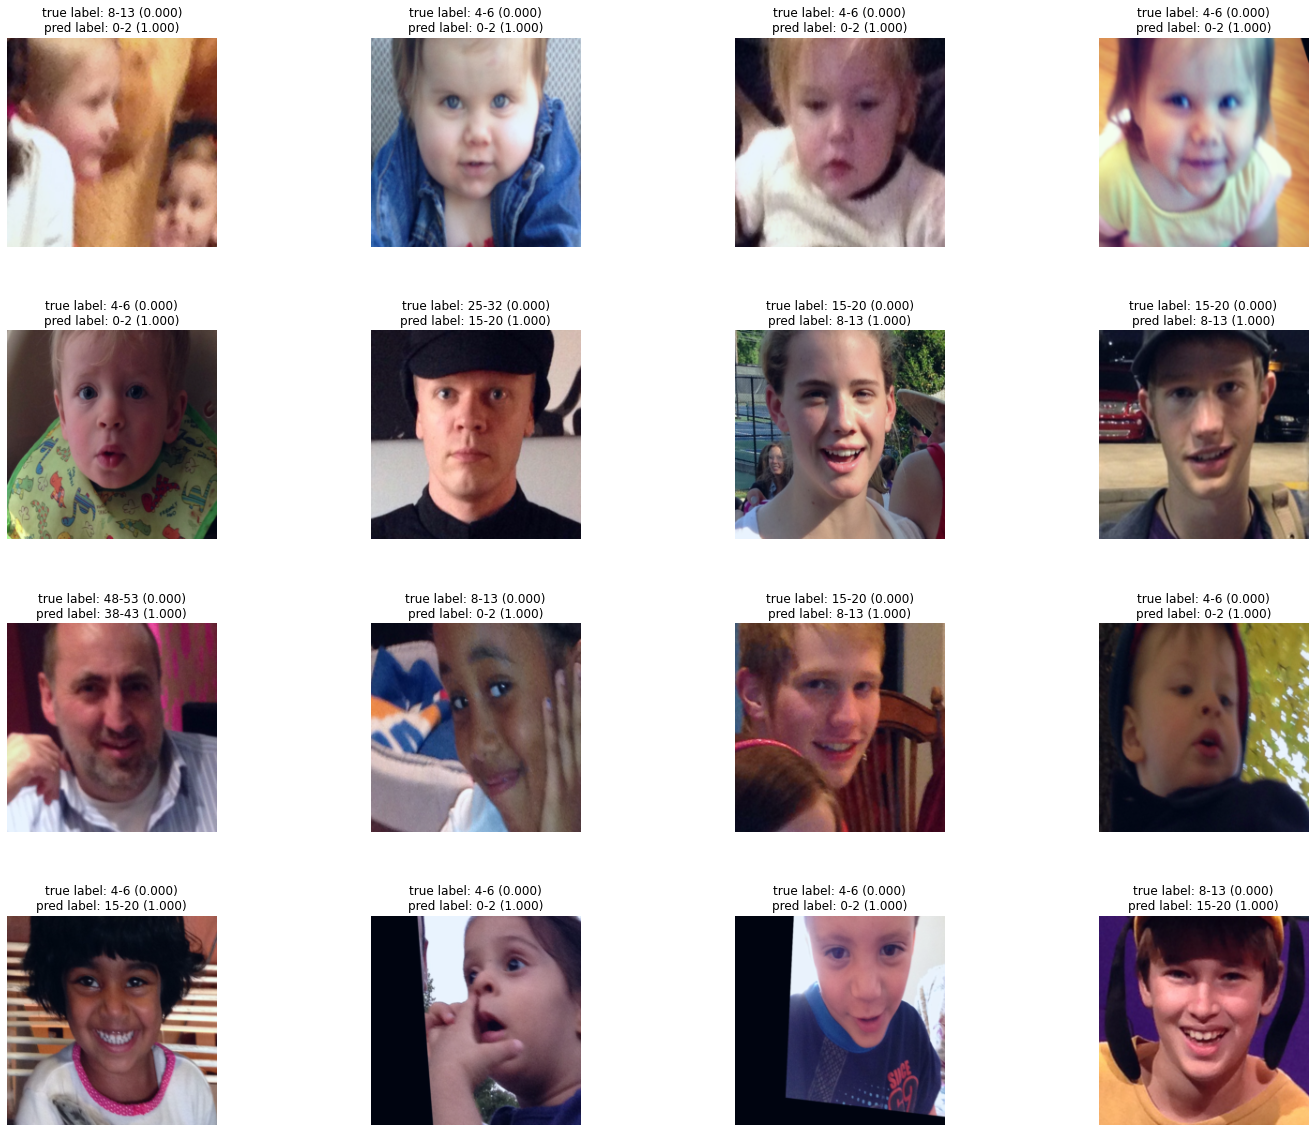 true label: 8-13 (0.000)
pred label: 0-2 (1.000)
true label: 4-6 (0.000)
pred label: 0-2 (1.000)
true label: 4-6 (0.000)
pred label: 0-2 (1.000)
true label: 4-6 (0.000)
pred label: 0-2 (1.000)
true label: 4-6 (0.000)
pred label: 0-2 (1.000)
true label: 25-32 (0.000)
pred label: 15-20 (1.000)
true label: 15-20 (0.000)
pred label: 8-13 (1.000)
true label: 15-20 (0.000)
pred label: 8-13 (1.000)
true label: 48-53 (0.000)
pred label: 38-43 (1.000)
true label: 8-13 (0.000)
pred label: 0-2 (1.000)
true label: 15-20 (0.000)
pred label: 8-13 (1.000)
true label: 4-6 (0.000)
pred label: 0-2 (1.000)
true label: 4-6 (0.000)
pred label: 15-20 (1.000)
true label: 4-6 (0.000)
pred label: 0-2 (1.000)
true label: 4-6 (0.000)
pred label: 0-2 (1.000)
true label: 8-13 (0.000)
pred label: 15-20 (1.000)